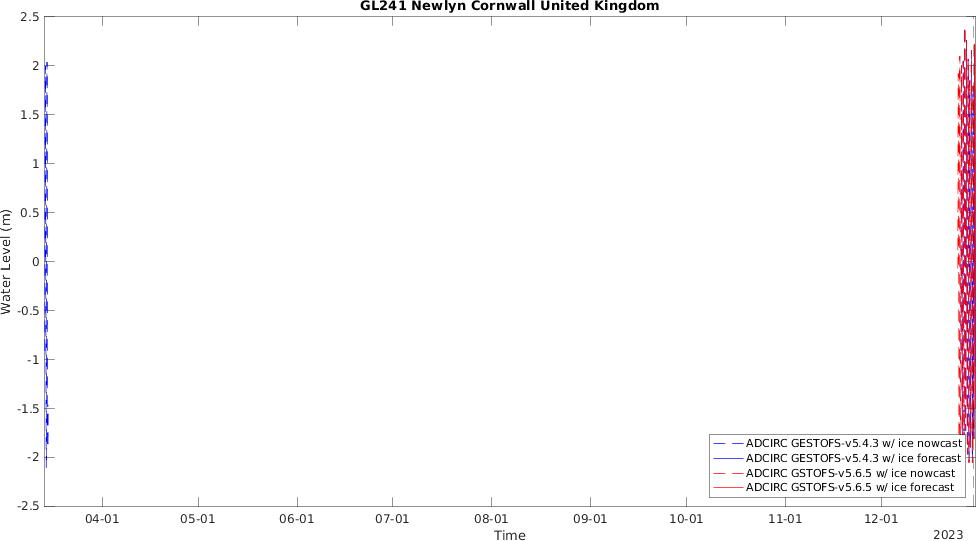 GL241 Newlyn Cornwall United Kingdom
2.5
2
1.5
1
0.5
0
-0.5
-1
-1.5
-2
-2.5
Water Level (m)
ADCIRC GESTOFS-v5.4.3 w/ ice nowcast
ADCIRC GESTOFS-v5.4.3 w/ ice forecast
ADCIRC GSTOFS-v5.6.5 w/ ice nowcast
ADCIRC GSTOFS-v5.6.5 w/ ice forecast
04-01 05-01 06-01 07-01 08-01 09-01 10-01 11-01 12-01
Time
2023